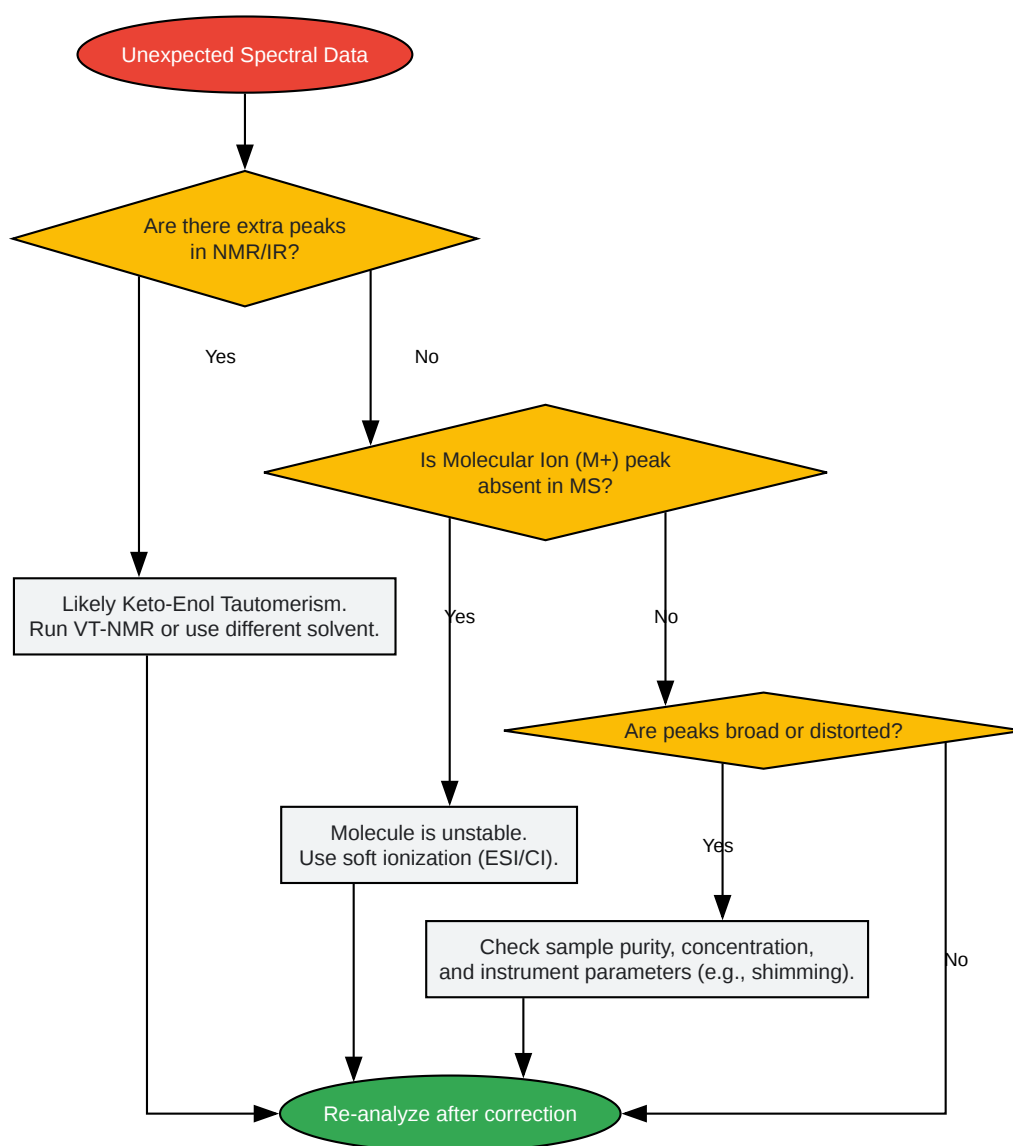 Unexpected Spectral Data
Are there extra peaks
in NMR/IR?
Yes
No
Is Molecular Ion (M+) peak
absent in MS?
Likely Keto-Enol Tautomerism.
Run VT-NMR or use different solvent.
Yes
No
Are peaks broad or distorted?
Molecule is unstable.
Use soft ionization (ESI/CI).
Yes
Check sample purity, concentration,
and instrument parameters (e.g., shimming).
No
Re-analyze after correction